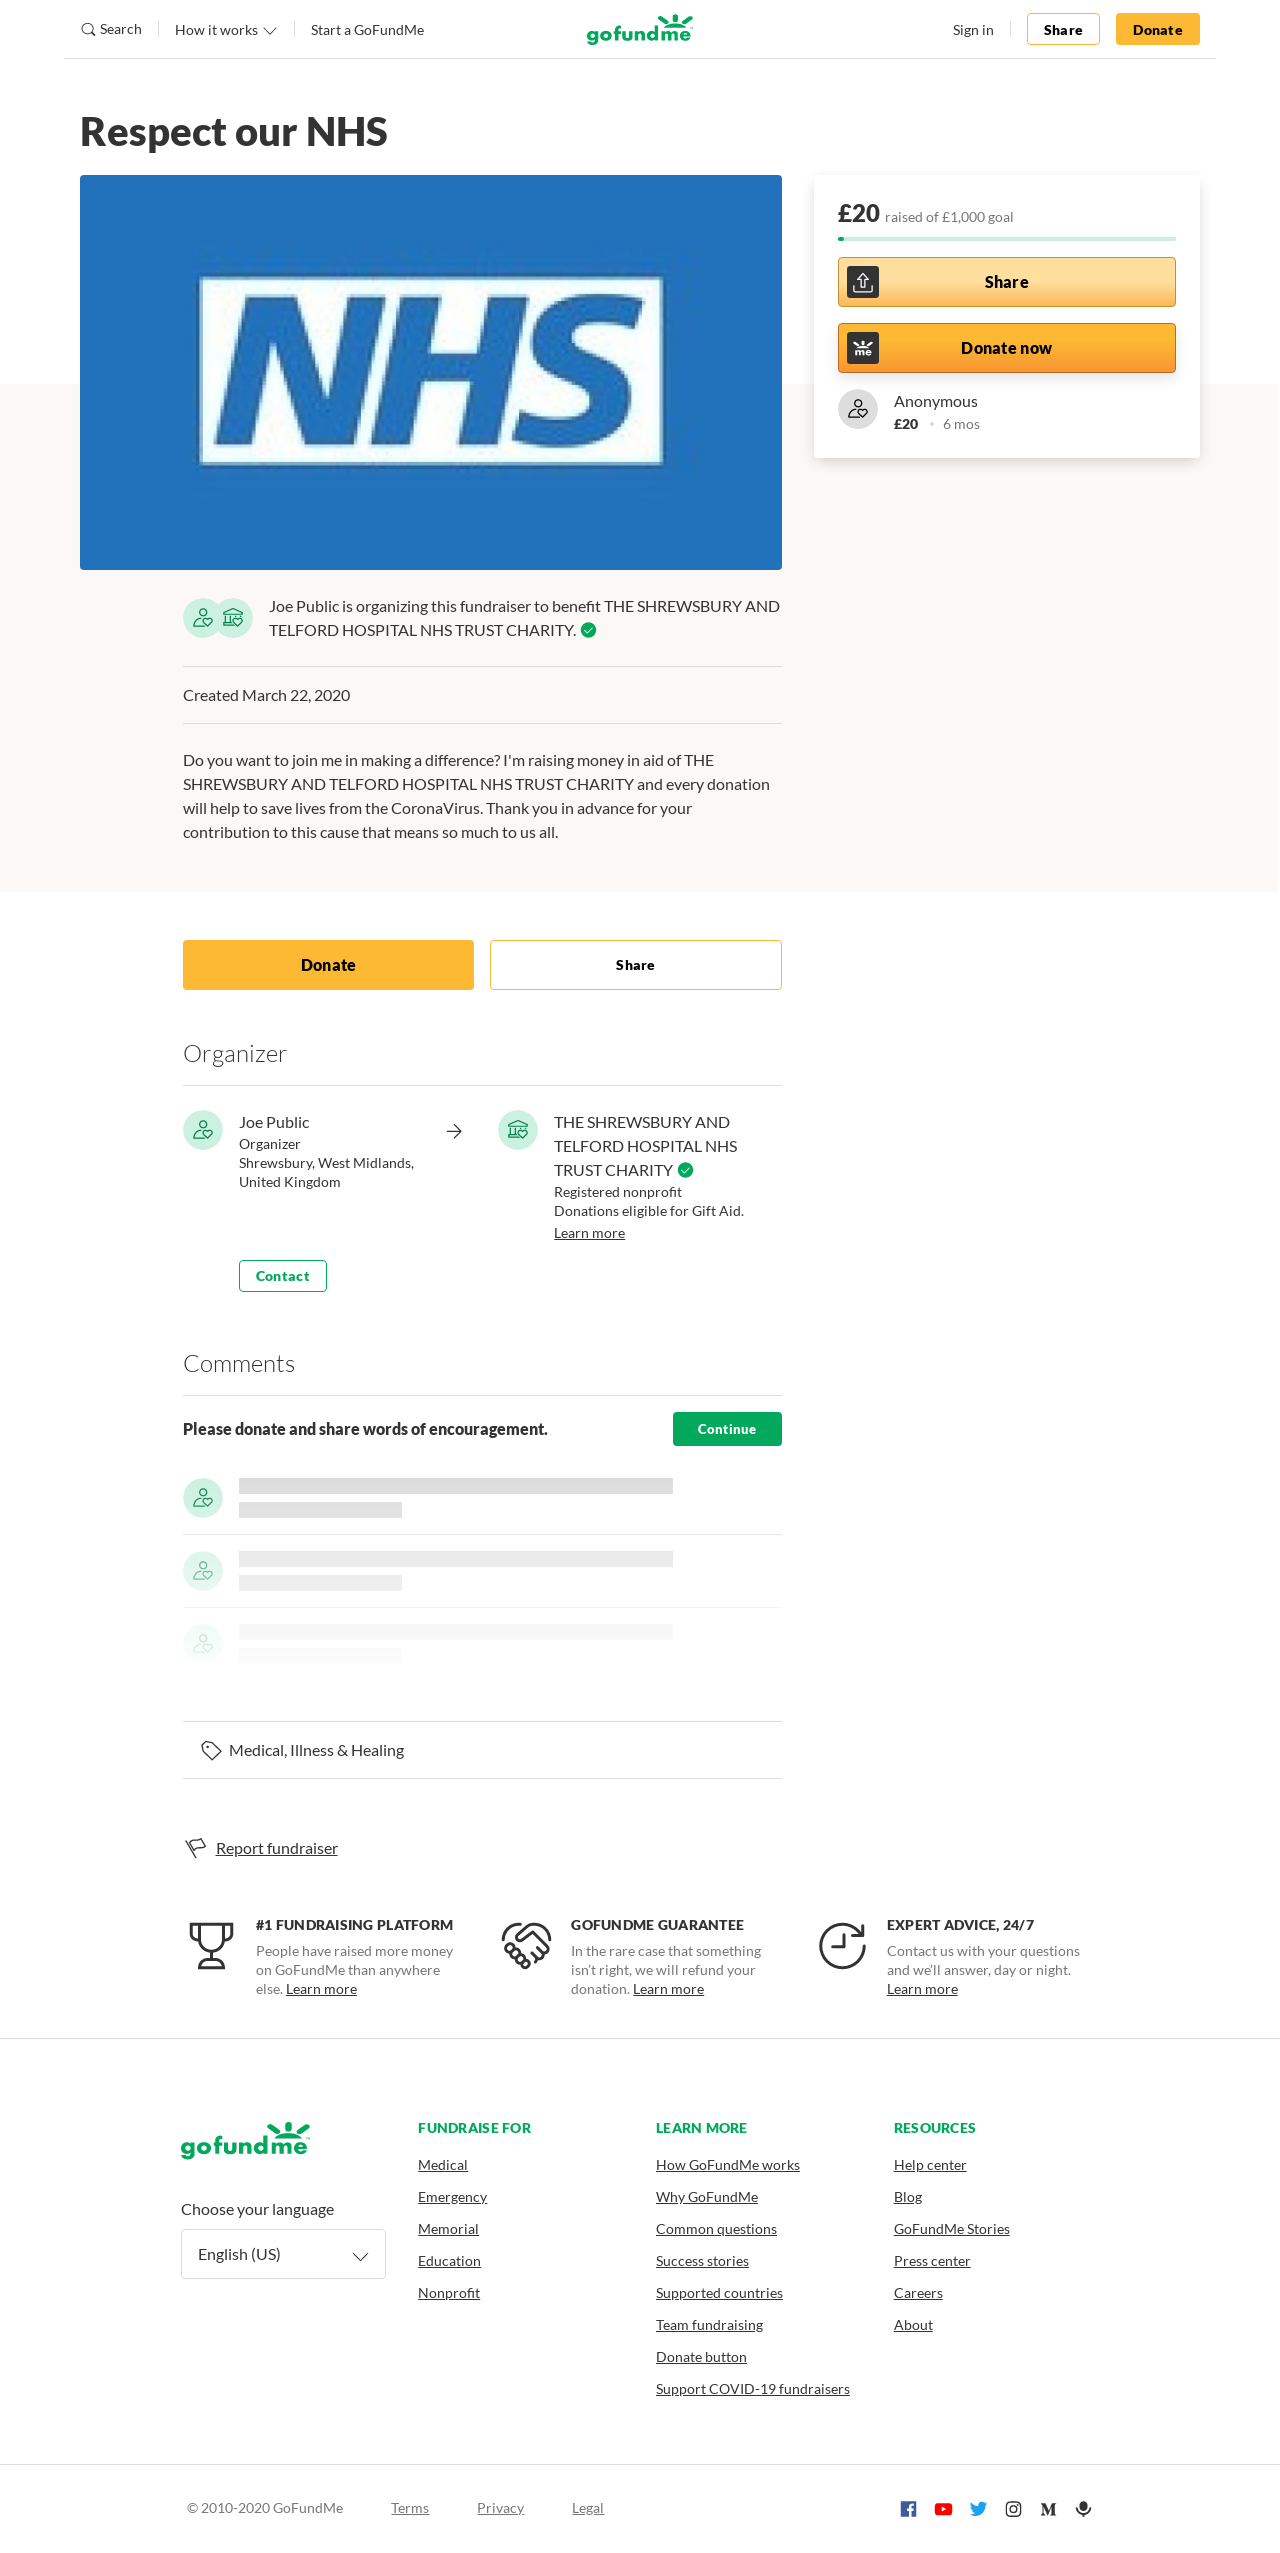 Search
How it works
Start a GoFundMe
gofundme
Sign in
Share
Donate
Respect our NHS
NHS
£20 raised of £1,000 goal
Share
me
Donate now
Anonymous
£20 • 6 mos
Joe Public is organizing this fundraiser to benefit THE SHREWSBURY AND
TELFORD HOSPITAL NHS TRUST CHARITY.
Created March 22, 2020
Do you want to join me in making a difference? I'm raising money in aid of THE
SHREWSBURY AND TELFORD HOSPITAL NHS TRUST CHARITY and every donation
will help to save lives from the CoronaVirus. Thank you in advance for your
contribution to this cause that means so much to us all.
Donate
Share
Organizer
Joe Public
Organizer
Shrewsbury, West Midlands,
United Kingdom
THE SHREWSBURY AND
TELFORD HOSPITAL NHS
TRUST CHARITY
Registered nonprofit
Donations eligible for Gift Aid.
Learn more
Contact
Comments
Please donate and share words of encouragement.
Continue
Medical, Illness & Healing
Report fundraiser
#1 FUNDRAISING PLATFORM
People have raised more money
on GoFundMe than anywhere
else. Learn more
GOFUNDME GUARANTEE
In the rare case that something
isn’t right, we will refund your
donation. Learn more
EXPERT ADVICE, 24/7
Contact us with your questions
and we’ll answer, day or night.
Learn more
gofundme
Choose your language
English (US)
FUNDRAISE FOR
Medical
Emergency
Memorial
Education
Nonprofit
LEARN MORE
How GoFundMe works
Why GoFundMe
Common questions
Success stories
Supported countries
Team fundraising
Donate button
Support COVID-19 fundraisers
RESOURCES
Help center
Blog
GoFundMe Stories
Press center
Careers
About
© 2010-2020 GoFundMe
Terms
Privacy
Legal